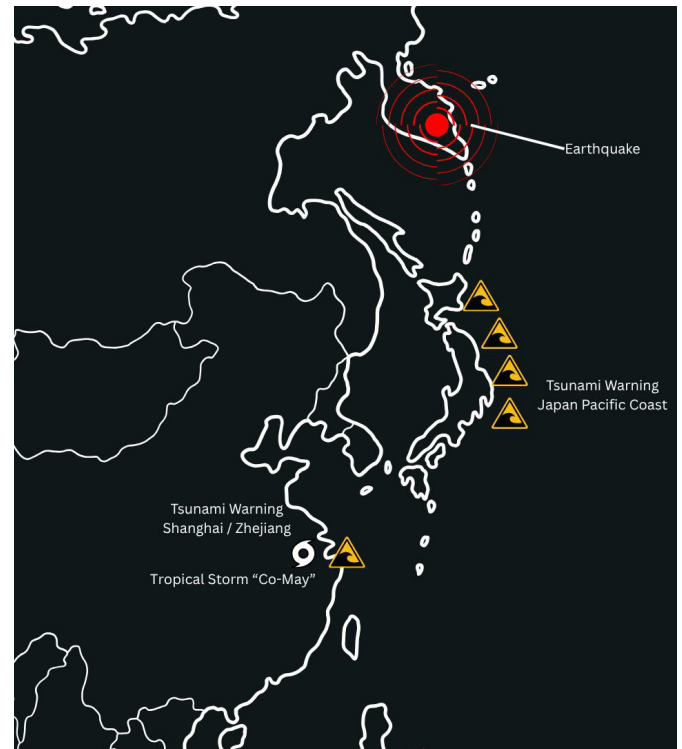 Earthquake
Tsunami Warning
Japan Pacific Coast
Tsunami Warning
Shanghai / Zhejiang
Tropical Storm “Co-May”